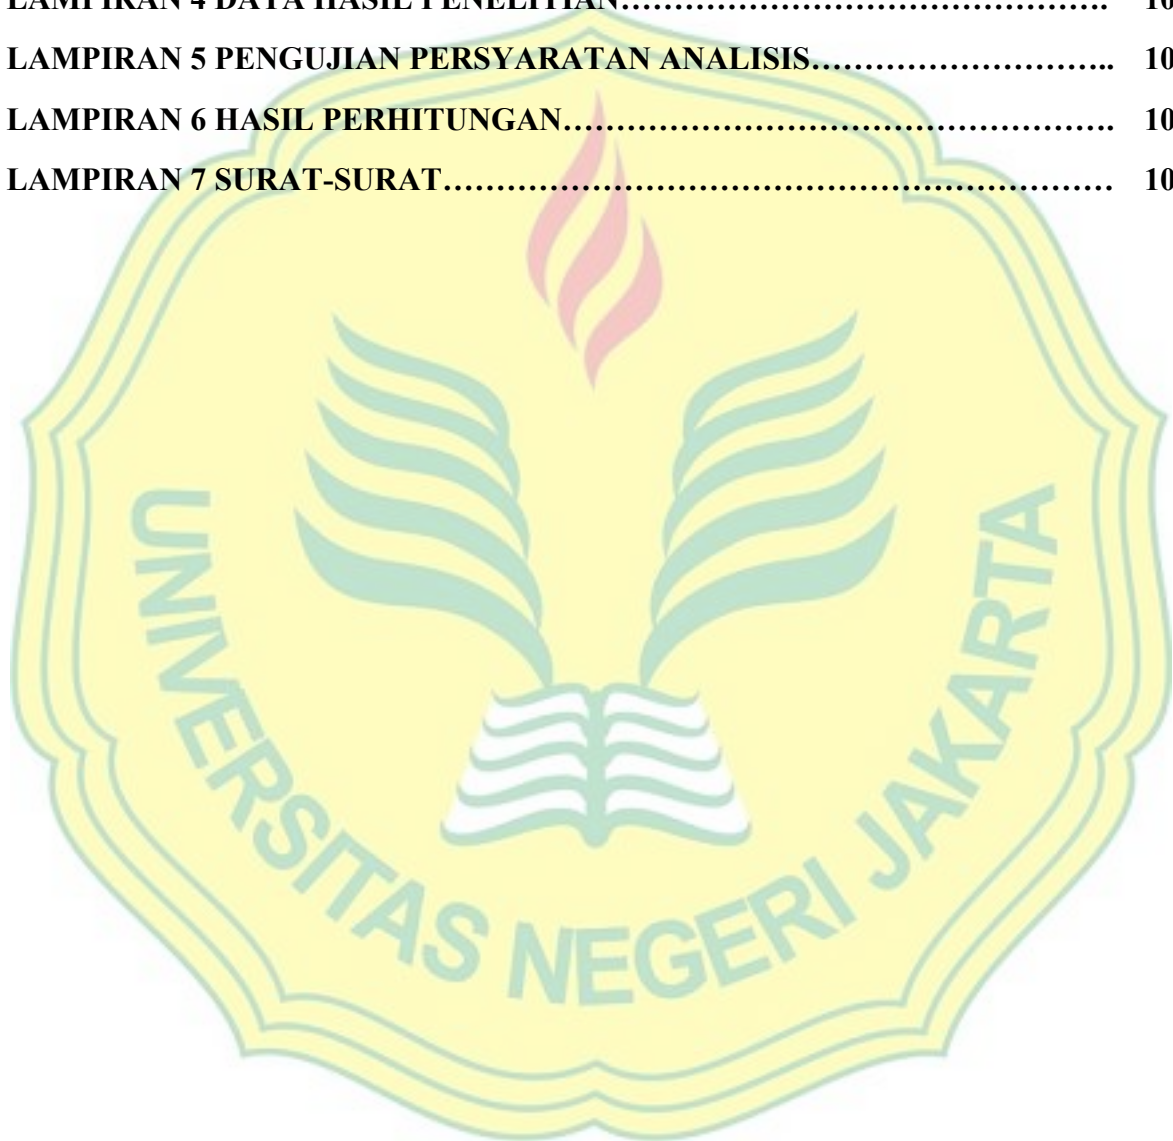 LAMPIRAN 4 DATA HASIL PENELITIAN………………………………………. 10
LAMPIRAN 5 PENGUJIAN PERSYARATAN ANALISIS……………………….. 10
LAMPIRAN 6 HASIL PERHITUNGAN……………………………………………. 10
LAMPIRAN 7 SURAT-SURAT……………………………………………………… 10
UNIVERSITAS NEGERI JAKARTA